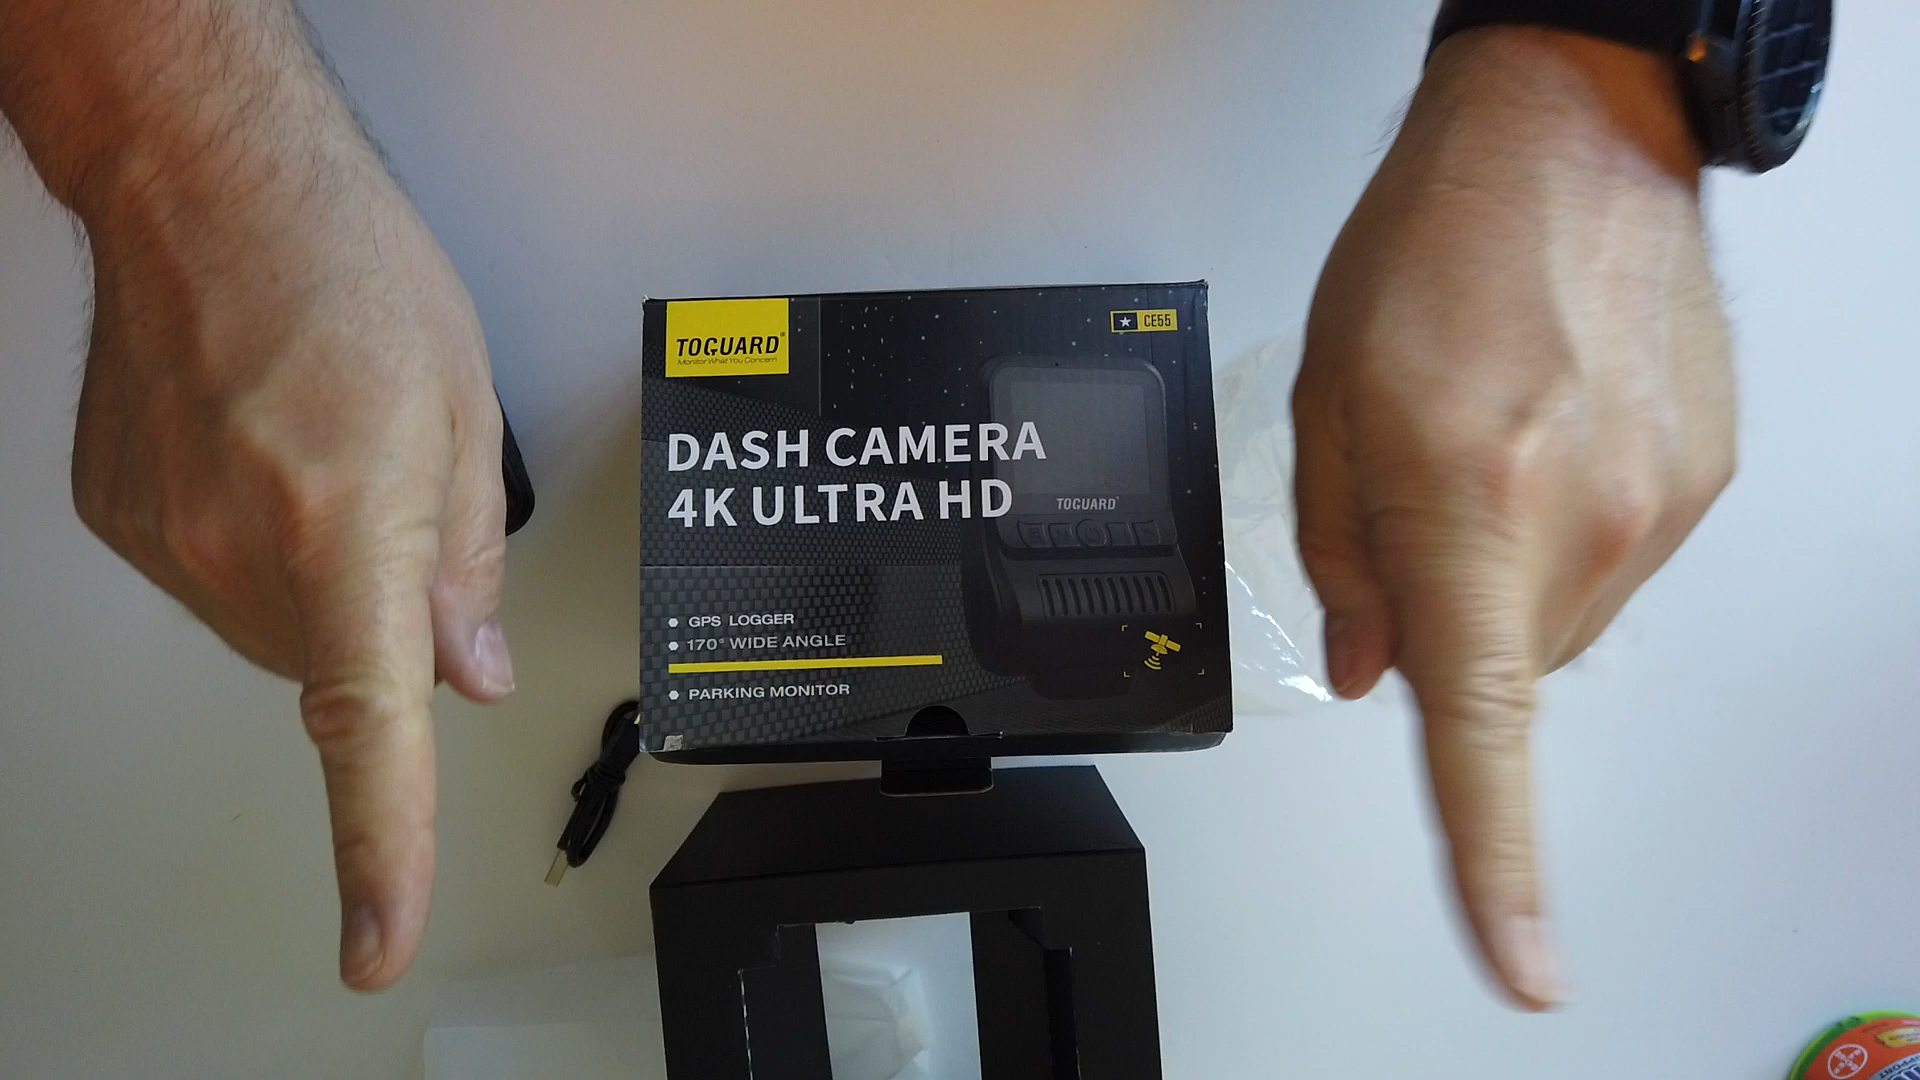 TOGUARD®
Monitor What You Concern
CE55
DASH CAMERA
4K ULTRA HD
TOGUARD
GPS LOGGER
170° WIDE ANGLE
PARKING MONITOR
BAYER